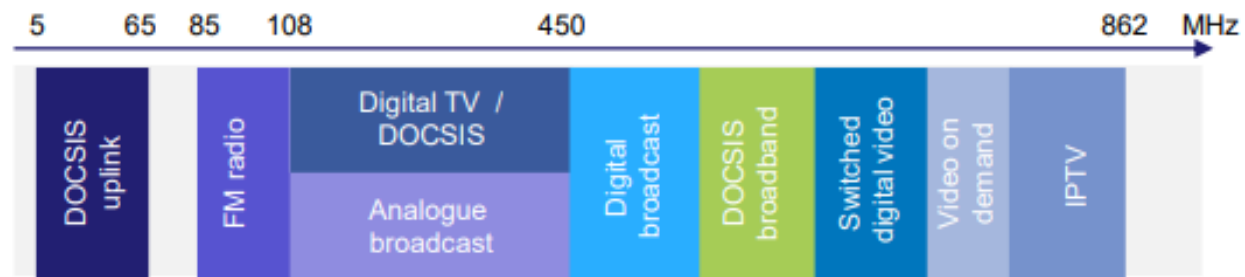 5 65 85 108 450 862 MHz
DOCSIS
uplink
FM radio
Digital TV /
DOCSIS
Analogue
broadcast
Digital
broadcast
DOCSIS
broadband
Switched
digital video
Video on
demand
IPTV